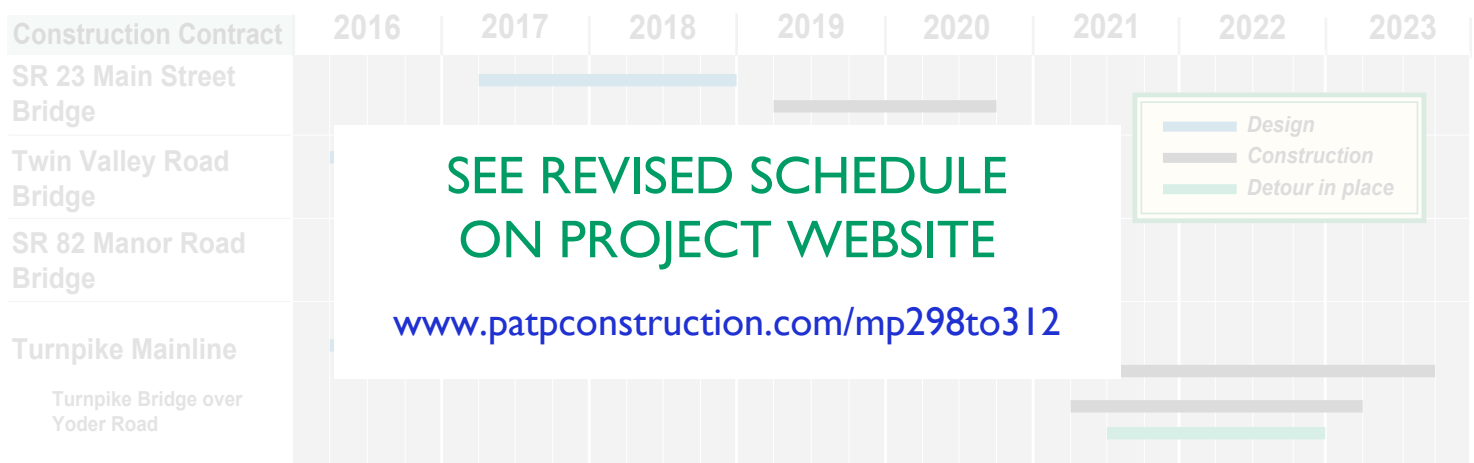 Construction Contract 2016 2017 2018 2019 2020 2021 2022 2023
SR 23 Main Street
Bridge
Design
Construction
Detour in place
Twin Valley Road
Bridge
SEE REVISED SCHEDULE
ON PROJECT WEBSITE
SR 82 Manor Road
Bridge
www.patpconstruction.com/mp298to312
Turnpike Mainline
Turnpike Bridge over
Yoder Road